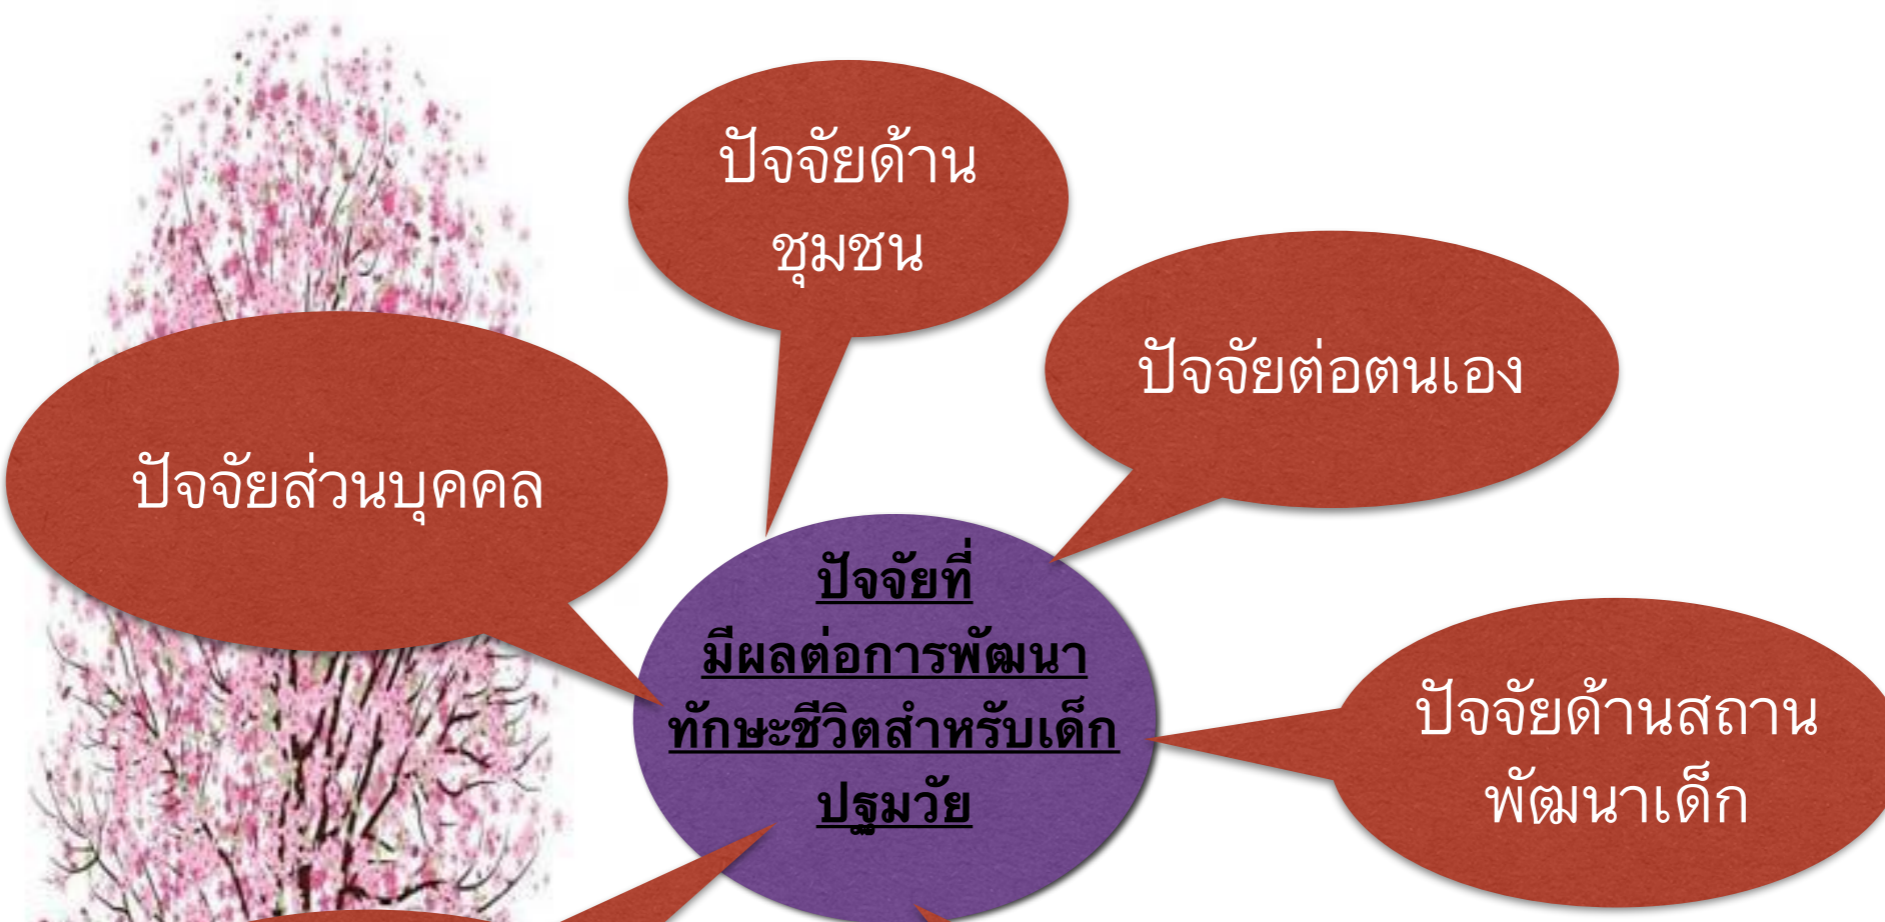 ปัจจัยด้าน
ชุมชน
ปัจจัยต่อตนเอง
ปัจจัยส่วนบุคคล
ปัจจัยที่
มีผลต่อการพัฒนา
ทักษะชีวิตสำหรับเด็ก
ปฐมวัย
ปัจจัยด้านสถาน
พัฒนาเด็ก